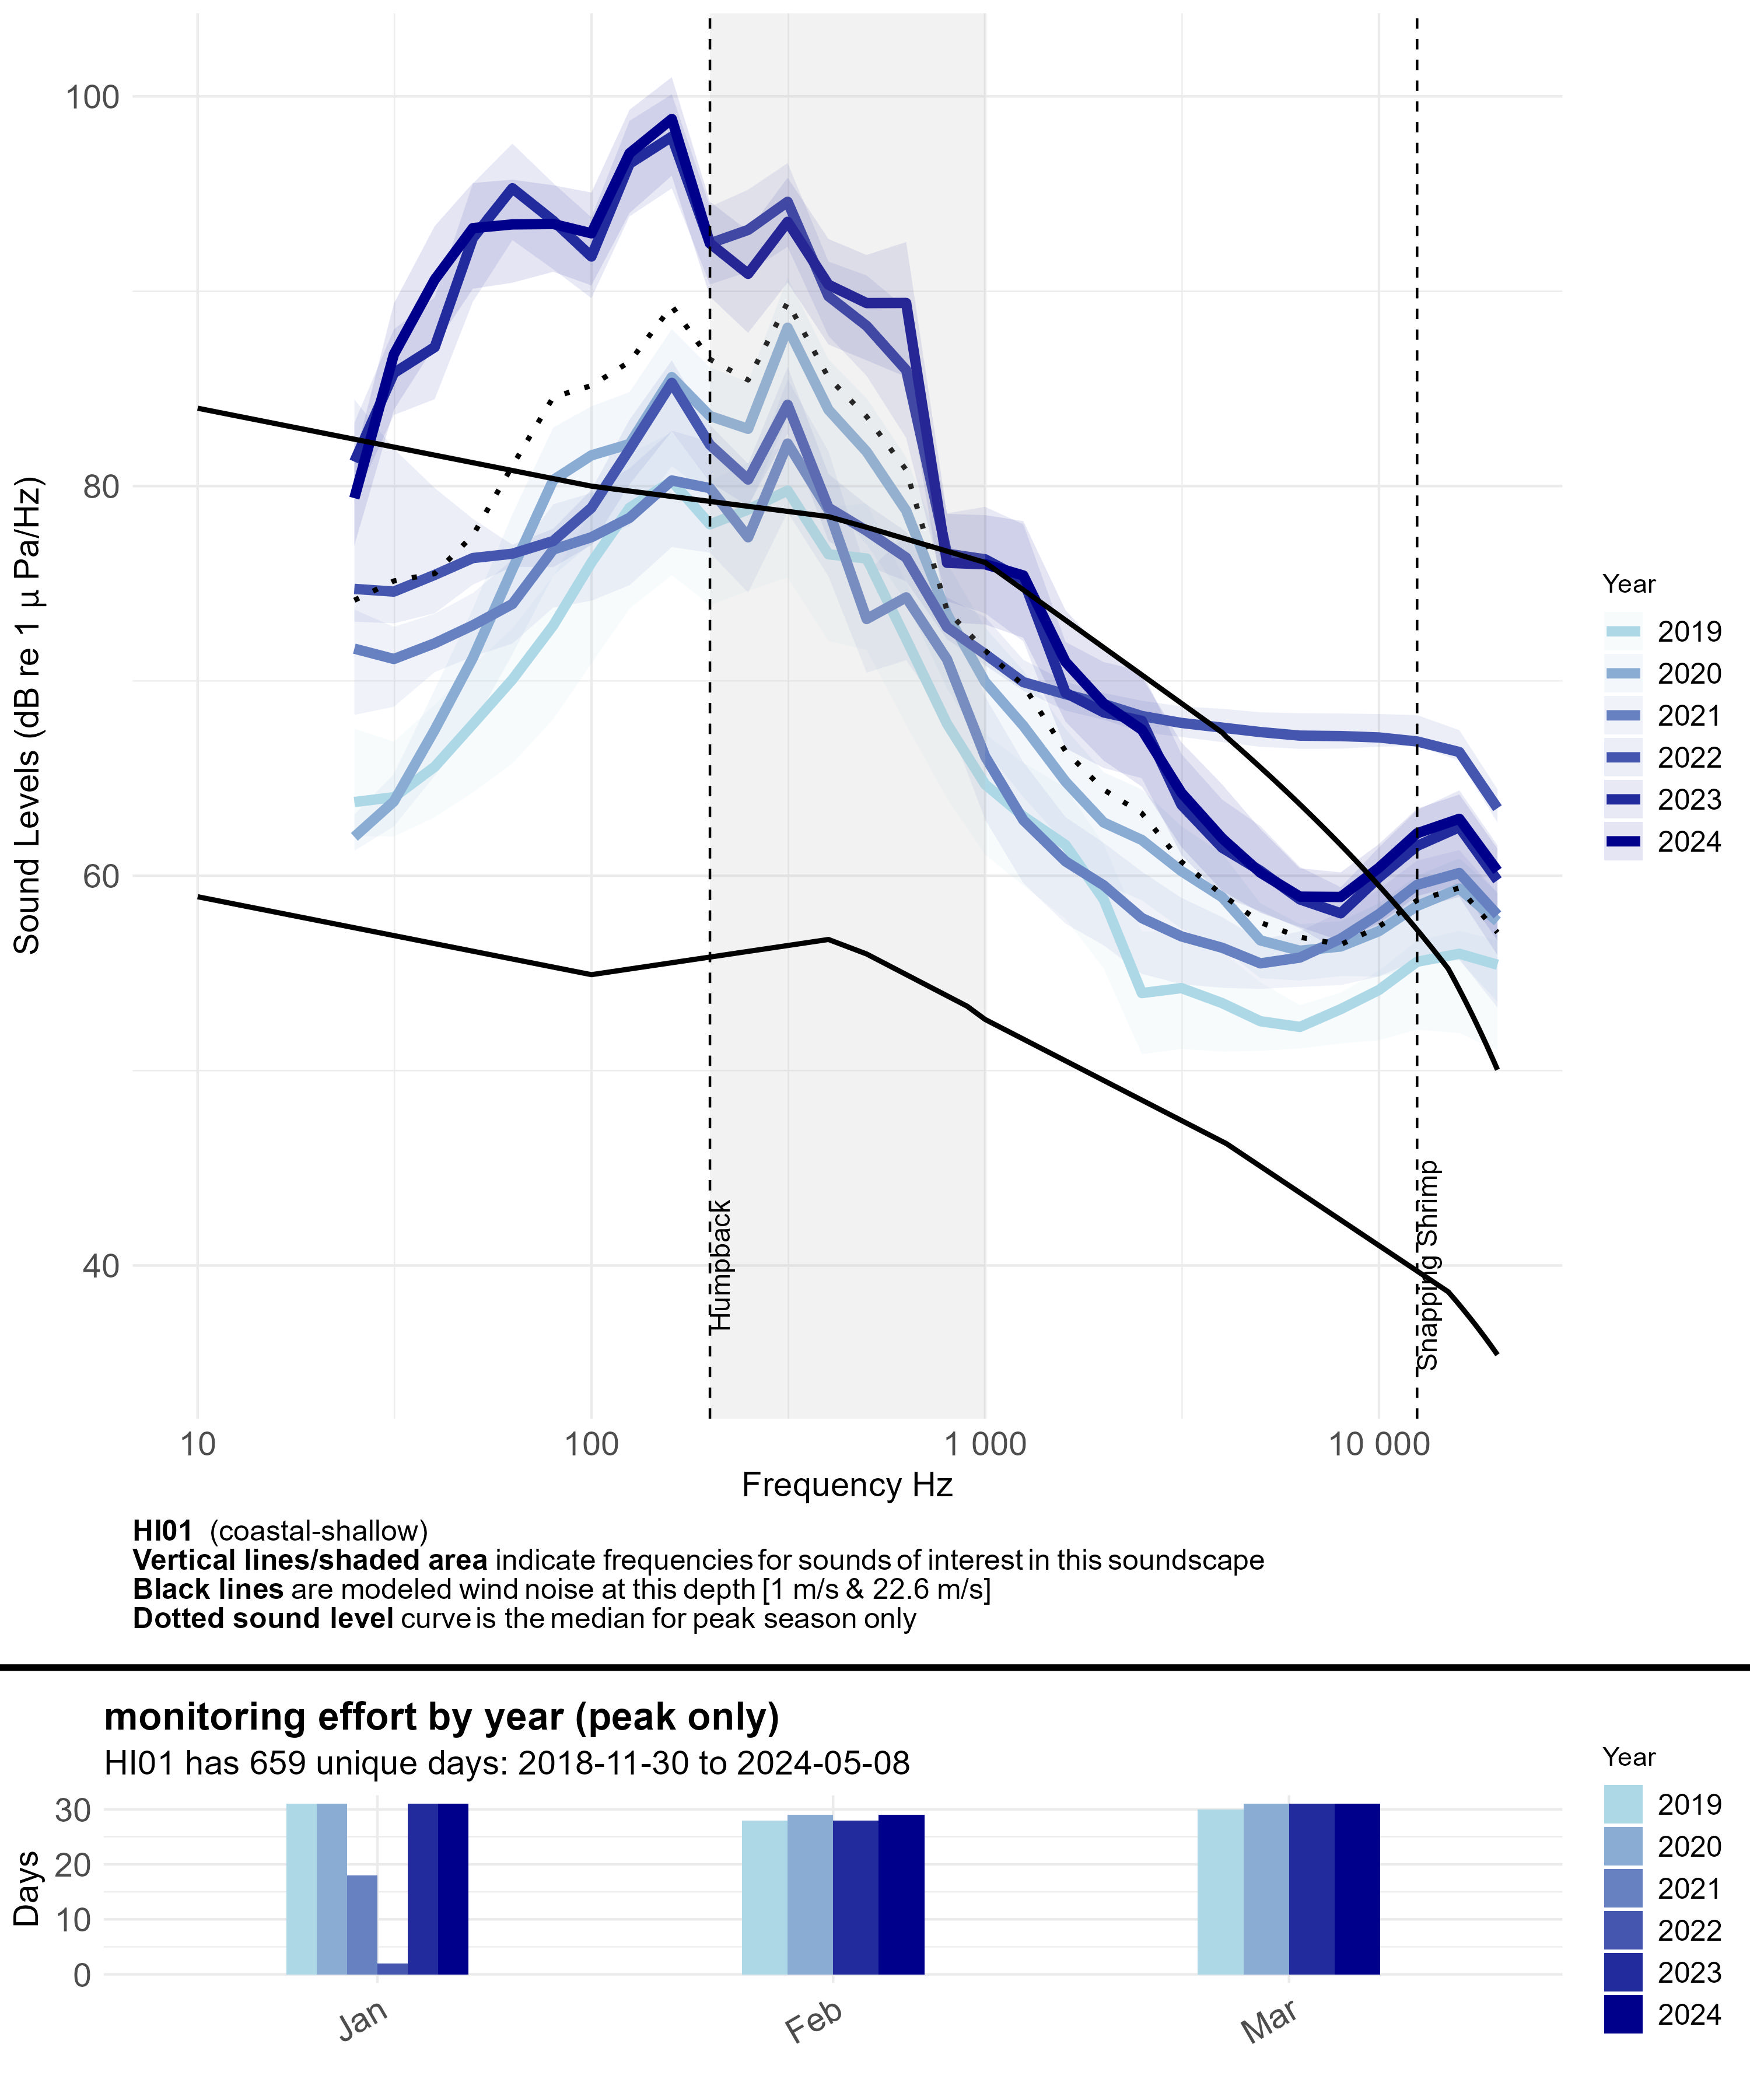 100
80
60
40
Sound Levels (dB re 1 µ Pa/Hz)
Humpback
Snapping Shrimp
10
100
1 000
10 000
Frequency Hz
Year
2019
2020
2021
2022
2023
2024
HI01 (coastal-shallow)
Vertical lines/shaded area indicate frequencies for sounds of interest in this soundscape
Black lines are modeled wind noise at this depth [1 m/s & 22.6 m/s]
Dotted sound level curve is the median for peak season only
monitoring effort by year (peak only)
HI01 has 659 unique days: 2018-11-30 to 2024-05-08
30
20
10
0
Days
Jan
Feb
Mar
Year
2019
2020
2021
2022
2023
2024